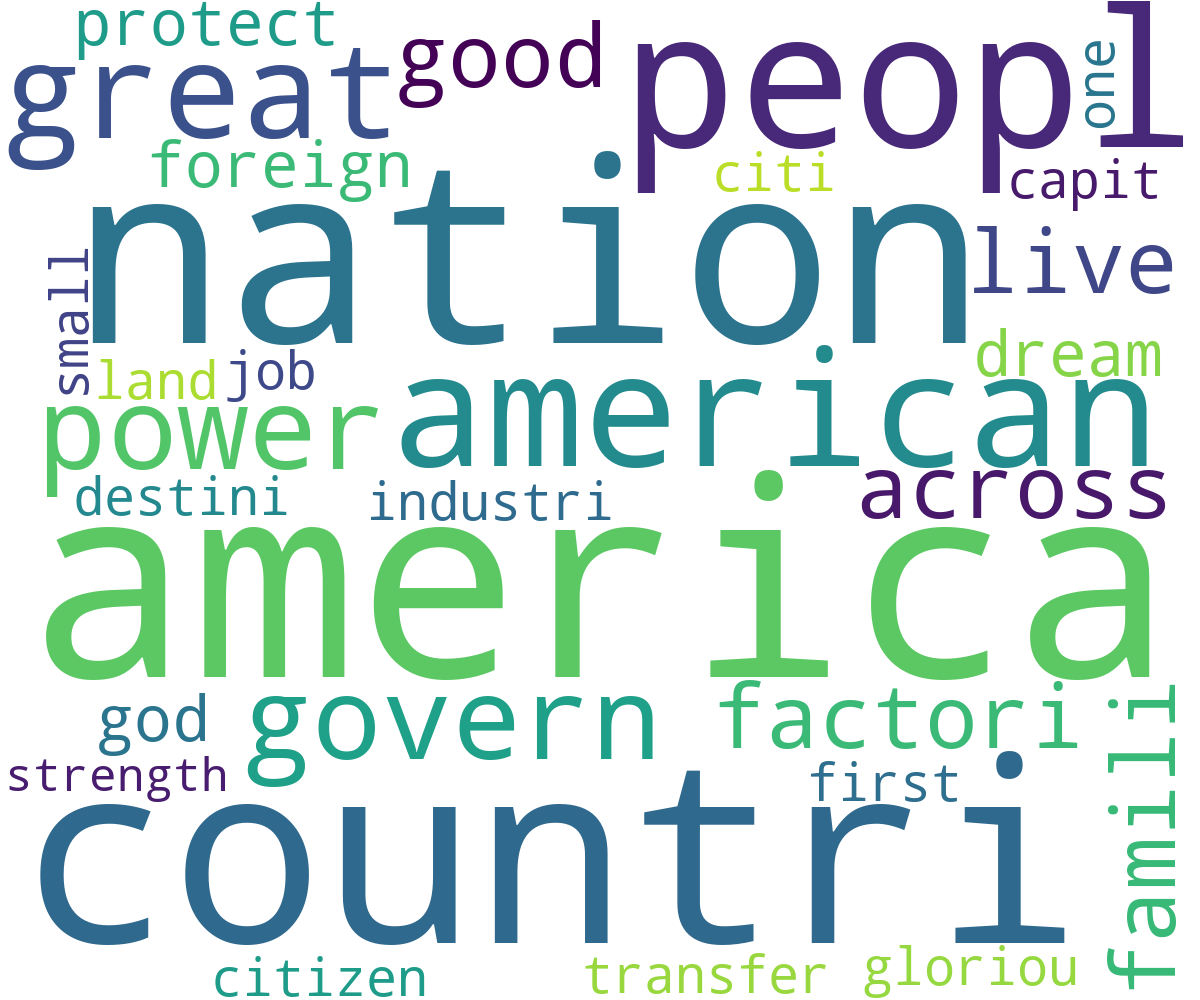 protect
great
good
peopl
one
foreign
citi
capit
nation
live
small
land
job
dream
power
american
across
destini
industri
america
god
govern
factori
famili
strength
first
countri
citizen
transfer
gloriou